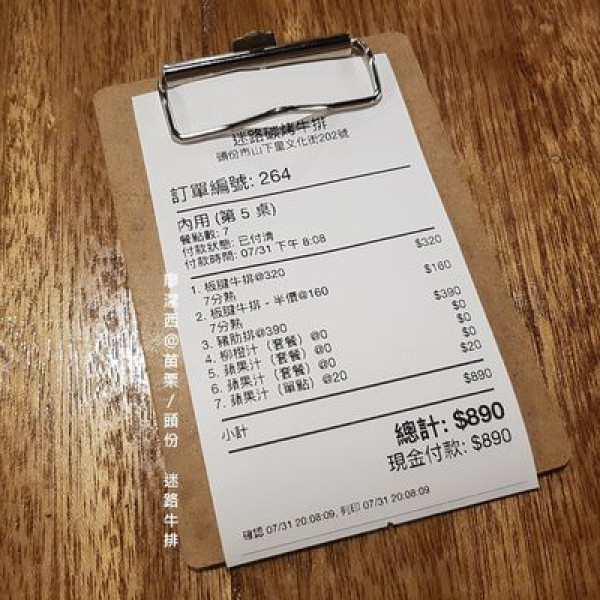 迷路碳烤牛排
頭份市山下里文化街202號
訂單編號: 264
內用 (第 5 桌)
餐點數: 7
付款狀態: 已付清
付款時間: 07/31 下午 8:08
1. 板腱牛排@320 $320
7分熟
2. 板腱牛排 - 半價@160 $160
7分熟
3. 豬肋排@390 $390
4. 柳橙汁（套餐）@0 $0
5. 蘋果汁（套餐）@0 $0
6. 蘋果汁（套餐）@0 $0
7. 蘋果汁（單點）@20 $20
小計 $890
總計: $890
現金付款: $890
確認 07/31 20:08:09, 列印 07/31 20:08:09
西@苗栗/頭份 迷路牛排